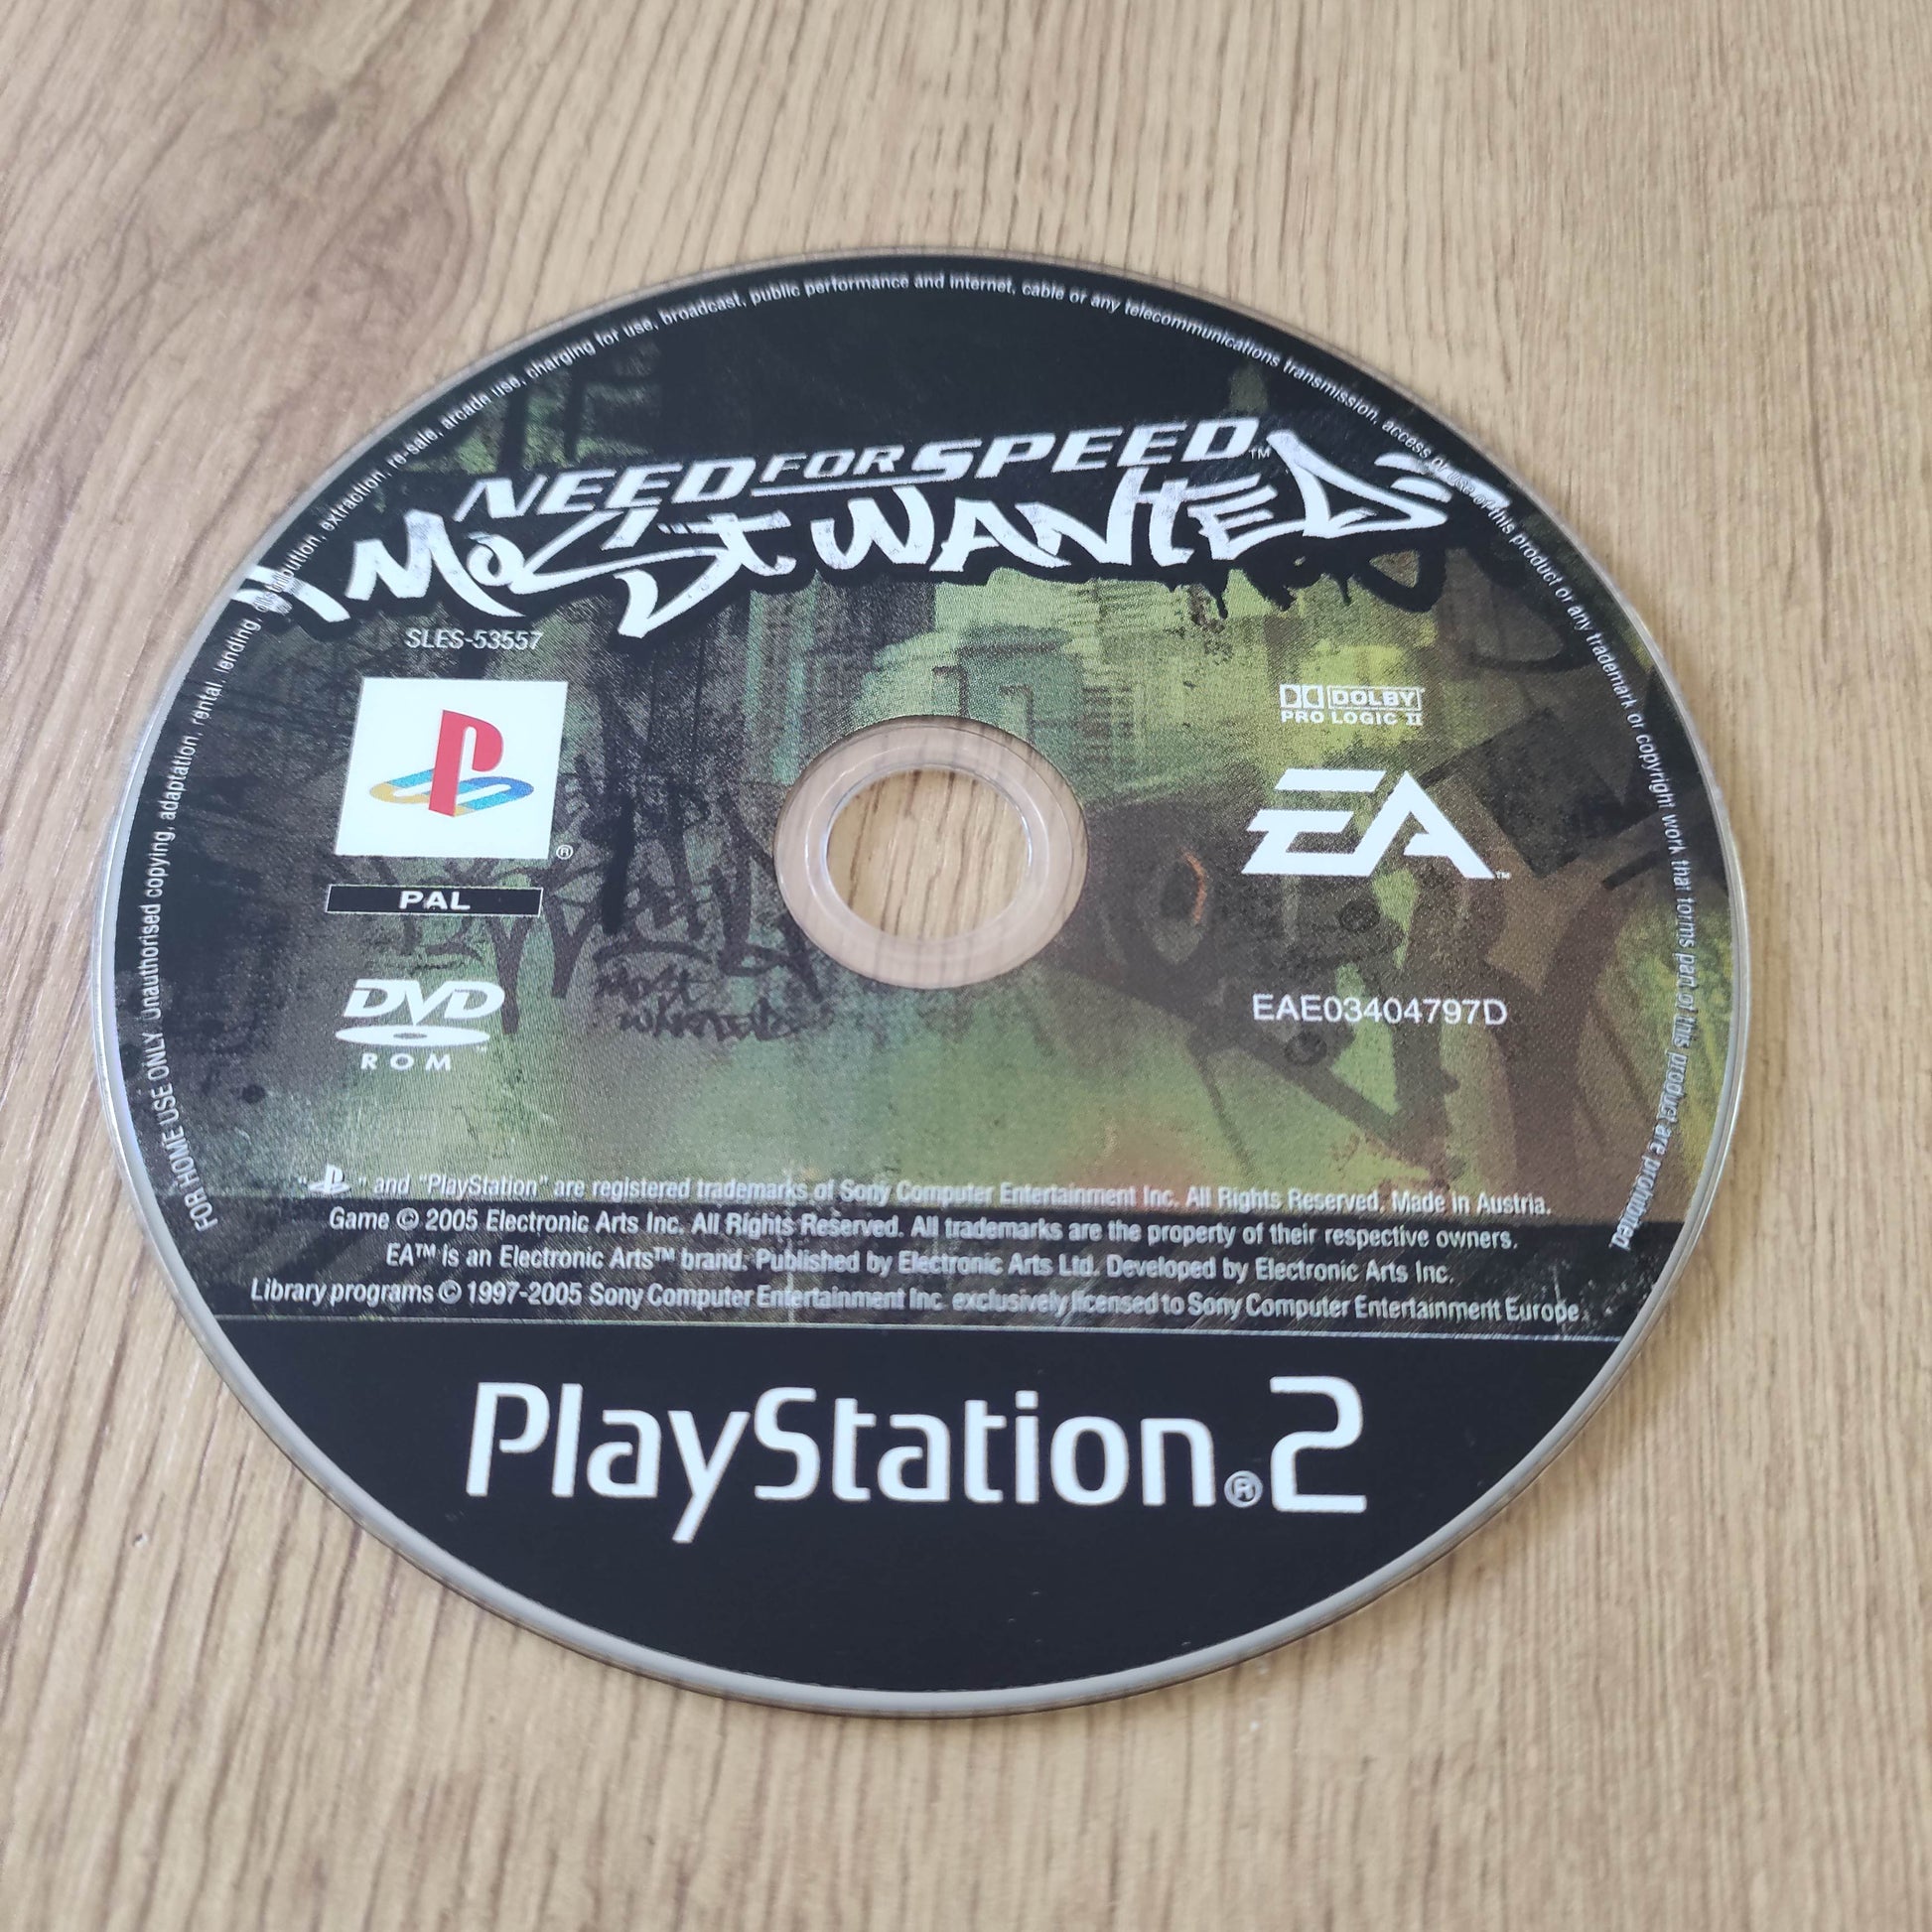 FOR HOME USE ONLY. Unauthorised copying, adaptation, rental, lending, distribution, extraction, re-sale, arcade use, charging for use, broadcast, public performance and internet, cable or any telecommunications transmission, access or use of this product or any trademark or copyright work that forms part of this product are prohibited.
NEED FOR SPEED™
MOST WANTED
SLES-53557
DOLBY
PRO LOGIC II
EA™
®
PAL
MOST
WANTED
DVD
ROM™
EAE03404797D
" " and "PlayStation" are registered trademarks of Sony Computer Entertainment Inc. All Rights Reserved. Made in Austria.
Game © 2005 Electronic Arts Inc. All Rights Reserved. All trademarks are the property of their respective owners.
EA™ is an Electronic Arts™ brand. Published by Electronic Arts Ltd. Developed by Electronic Arts Inc.
Library programs © 1997-2005 Sony Computer Entertainment Inc. exclusively licensed to Sony Computer Entertainment Europe.
PlayStation®2